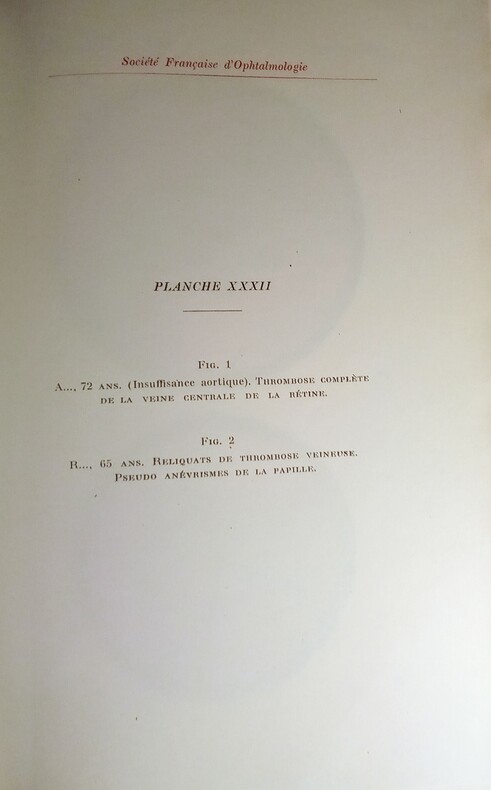 Société Française d'Ophtalmologie
PLANCHE XXXII
Fig. 1
A..., 72 ans. (Insuffisance aortique). Thrombose complète
de la veine centrale de la rétine.
Fig. 2
R..., 65 ans. Reliquats de thrombose veineuse.
Pseudo anévrismes de la papille.